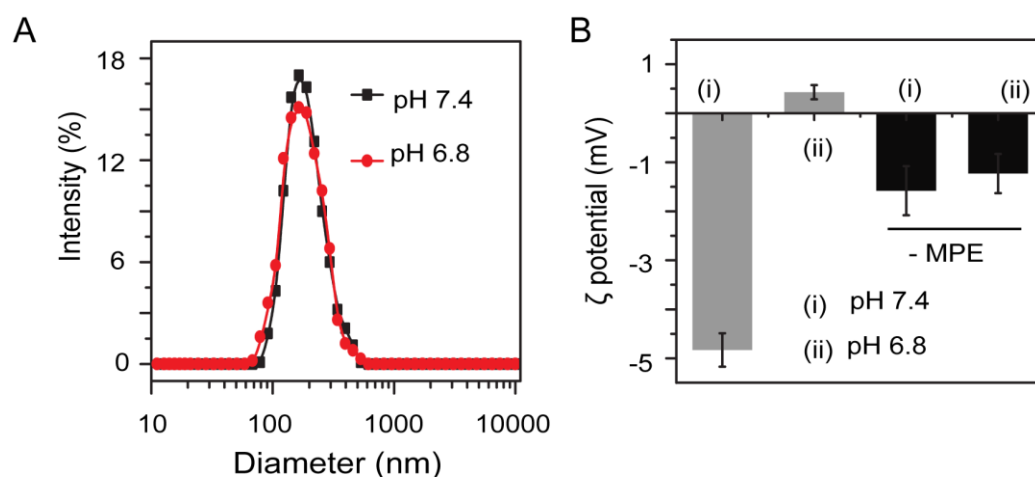 A
18
12
6
0
Intensity (%)
pH 7.4
pH 6.8
10
100
1000
10000
Diameter (nm)
B
1
-1
-3
-5
ζ potential (mV)
(i)
(ii)
(i)
(ii)
- MPE
(i) pH 7.4
(ii) pH 6.8